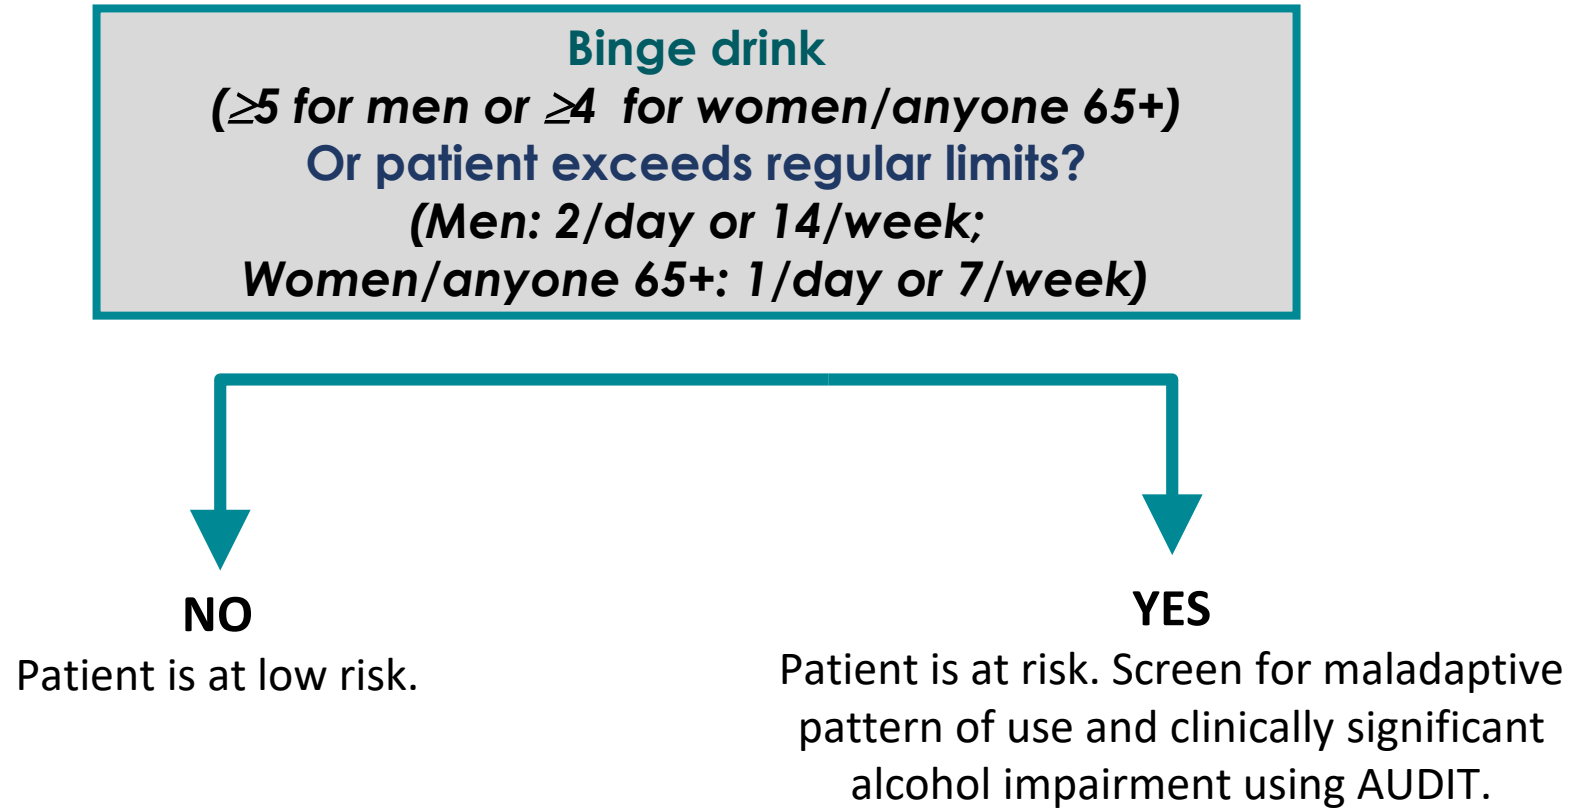 Binge drink
(≥5 for men or ≥4 for women/anyone 65+)
Or patient exceeds regular limits?
(Men: 2/day or 14/week;
Women/anyone 65+: 1/day or 7/week)
NO
Patient is at low risk.
YES
Patient is at risk. Screen for maladaptive
pattern of use and clinically significant
alcohol impairment using AUDIT.